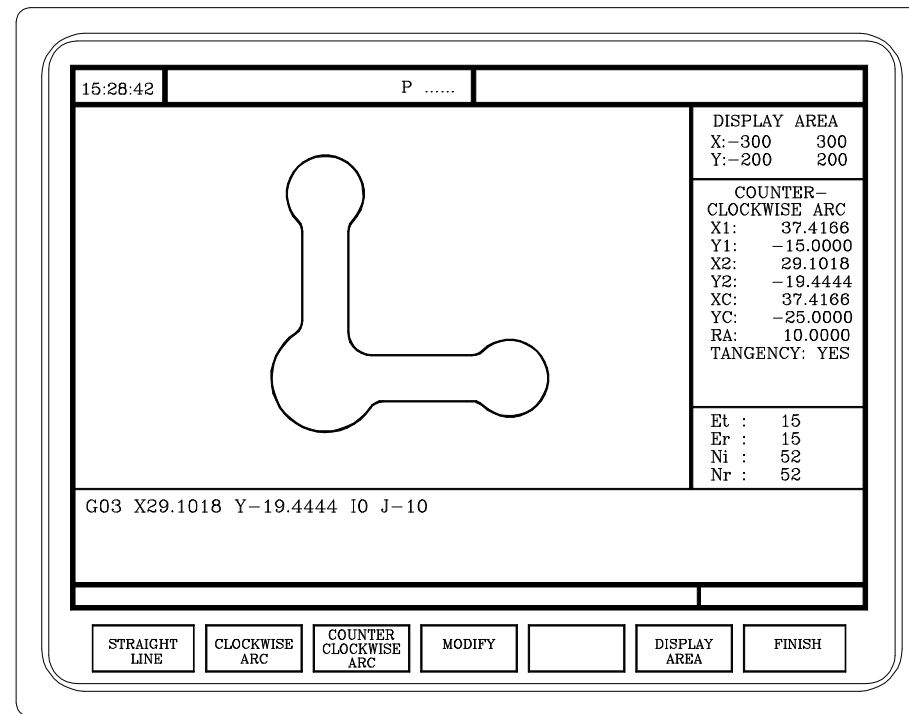 15:28:42
P ......
DISPLAY AREA
X:−300 300
Y:−200 200
COUNTER−
CLOCKWISE ARC
X1: 37.4166
Y1: −15.0000
X2: 29.1018
Y2: −19.4444
XC: 37.4166
YC: −25.0000
RA: 10.0000
TANGENCY: YES
Et : 15
Er : 15
Ni : 52
Nr : 52
G03 X29.1018 Y−19.4444 I0 J−10
STRAIGHT
LINE
CLOCKWISE
ARC
COUNTER
CLOCKWISE
ARC
MODIFY
DISPLAY
AREA
FINISH